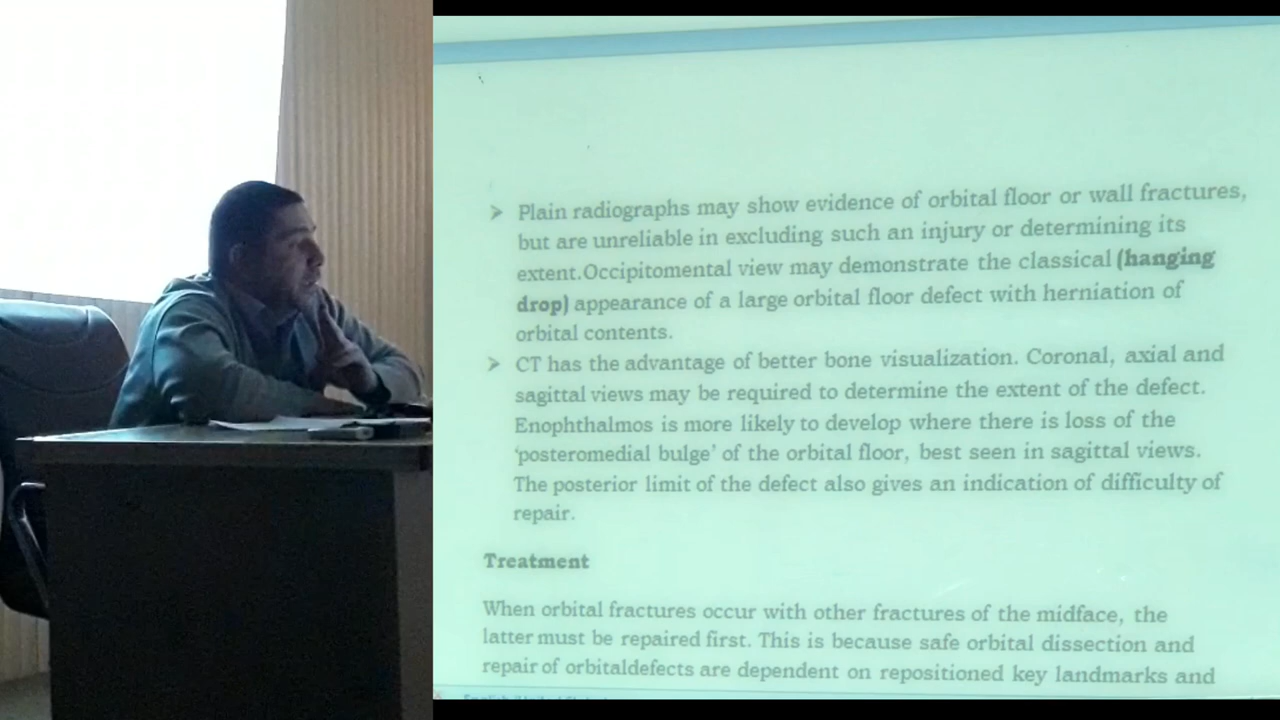 ➢ Plain radiographs may show evidence of orbital floor or wall fractures,
but are unreliable in excluding such an injury or determining its
extent.Occipitomental view may demonstrate the classical (hanging
drop) appearance of a large orbital floor defect with herniation of
orbital contents.
➢ CT has the advantage of better bone visualization. Coronal, axial and
sagittal views may be required to determine the extent of the defect.
Enophthalmos is more likely to develop where there is loss of the
‘posteromedial bulge’ of the orbital floor, best seen in sagittal views.
The posterior limit of the defect also gives an indication of difficulty of
repair.
Treatment
When orbital fractures occur with other fractures of the midface, the
latter must be repaired first. This is because safe orbital dissection and
repair of orbitaldefects are dependent on repositioned key landmarks and